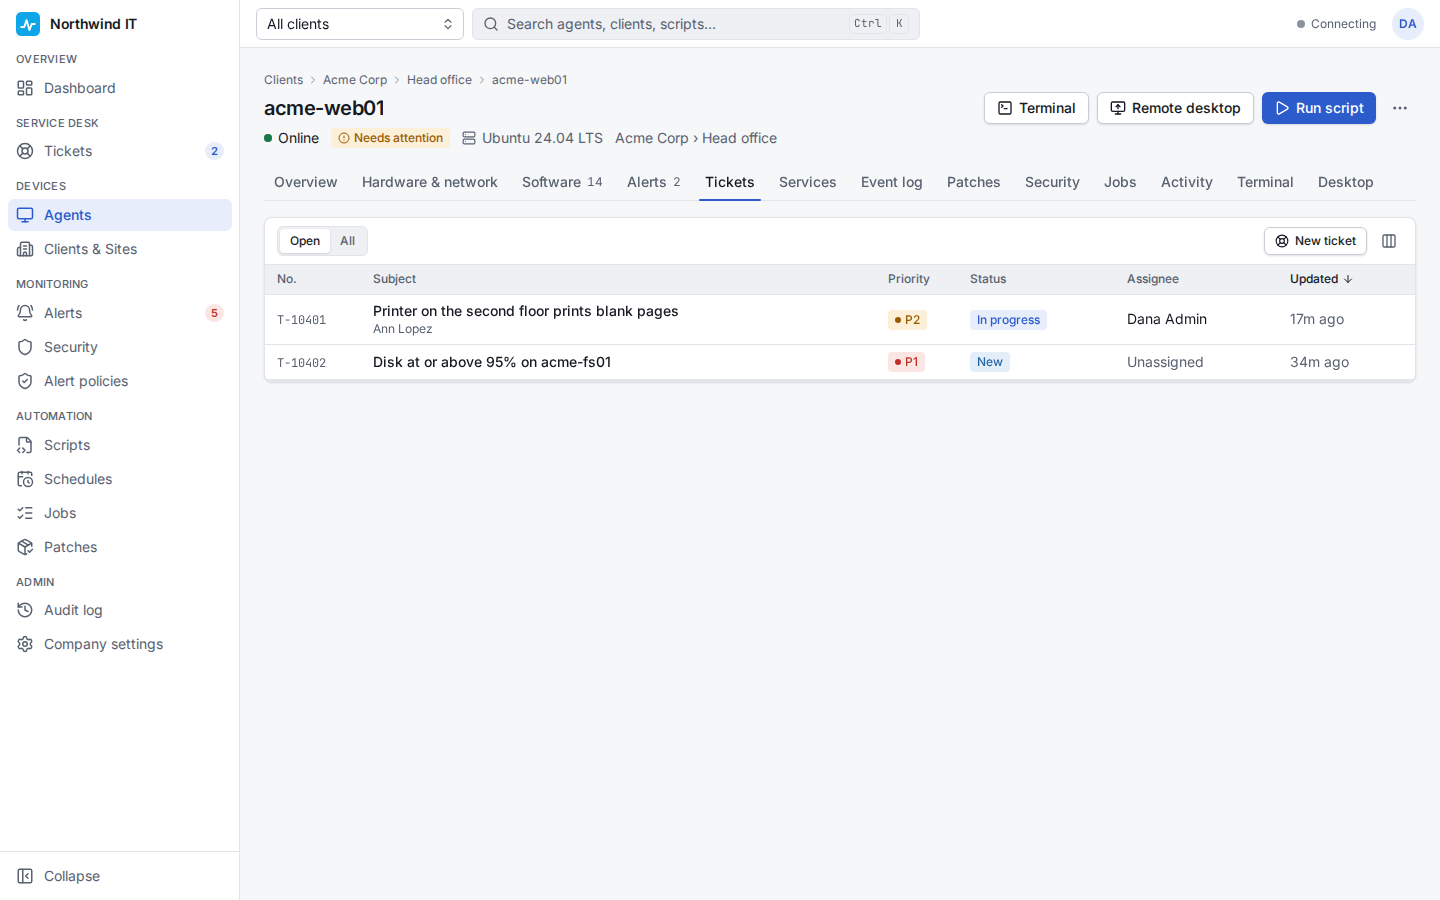 Northwind IT
All clients
Search agents, clients, scripts...
Ctrl K
Connecting
DA
OVERVIEW
Dashboard
SERVICE DESK
Tickets 2
DEVICES
Agents
Clients & Sites
MONITORING
Alerts 5
Security
Alert policies
AUTOMATION
Scripts
Schedules
Jobs
Patches
ADMIN
Audit log
Company settings
Collapse
Clients > Acme Corp > Head office > acme-web01
acme-web01
Terminal
Remote desktop
Run script
Online Needs attention Ubuntu 24.04 LTS Acme Corp › Head office
Overview Hardware & network Software 14 Alerts 2 Tickets Services Event log Patches Security Jobs Activity Terminal Desktop
Open All
New ticket
No. Subject Priority Status Assignee Updated ↓
T-10401 Printer on the second floor prints blank pages P2 In progress Dana Admin 17m ago
Ann Lopez
T-10402 Disk at or above 95% on acme-fs01 P1 New Unassigned 34m ago